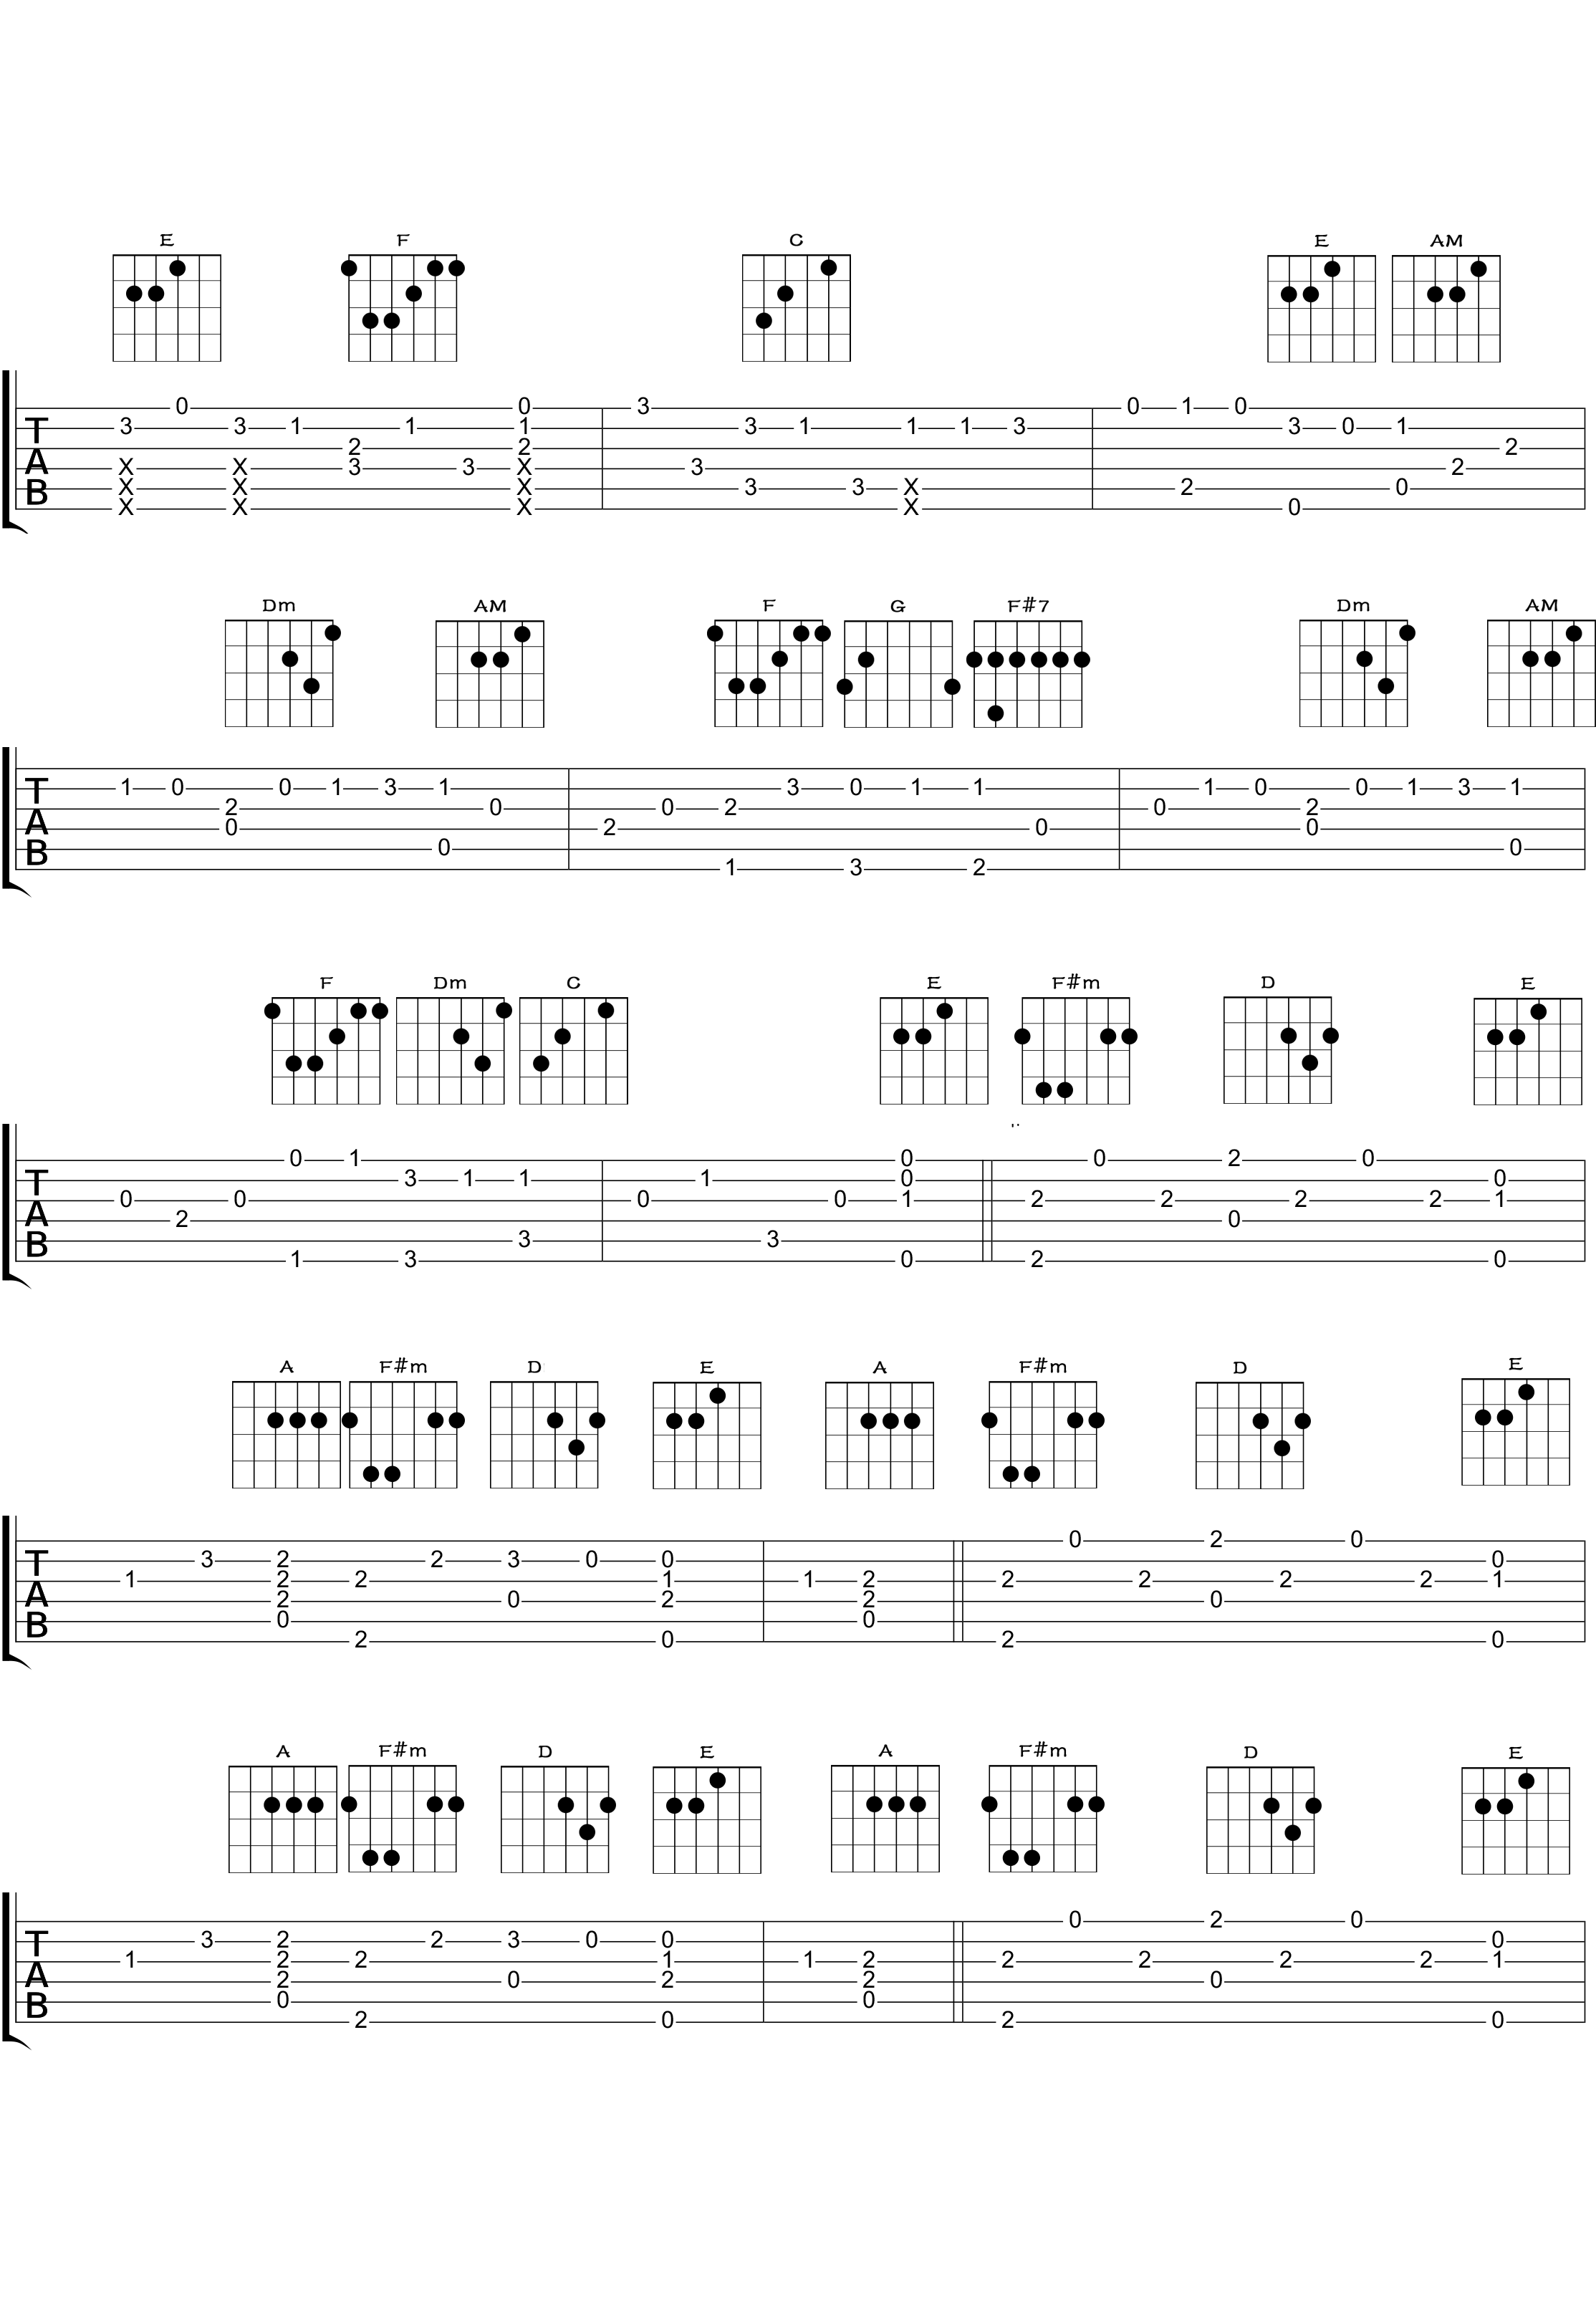 E F C E AM
0 0 3 0 1 0
T 3 3 1 1 1 3 1 1 1 3 3 0 1
2 2 2
A X X 3 3 X 3 2
B X X X 3 3 X 2 0
X X X X 0
Dm AM F G F#7 Dm AM
T 1 0 0 1 3 1 3 0 1 1 1 0 0 1 3 1
2 0 0 2 0 2
A 0 2 0 0
B 0 0
1 3 2
F Dm C E F#m D E
0 1 0 0 2 0
T 3 1 1 1 0 0
0 0 0 0 1 2 2 2 2 1
A 2 0
B 3 3
1 3 0 2 0
A F#m D E A F#m D E
0 2 0
T 3 2 2 3 0 0 0
1 2 2 1 1 2 2 2 2 2 1
A 2 0 2 2 0
B 0 0
2 0 2 0
A F#m D E A F#m D E
0 2 0
T 3 2 2 3 0 0 0
1 2 2 1 1 2 2 2 2 2 1
A 2 0 2 2 0
B 0 0
2 0 2 0